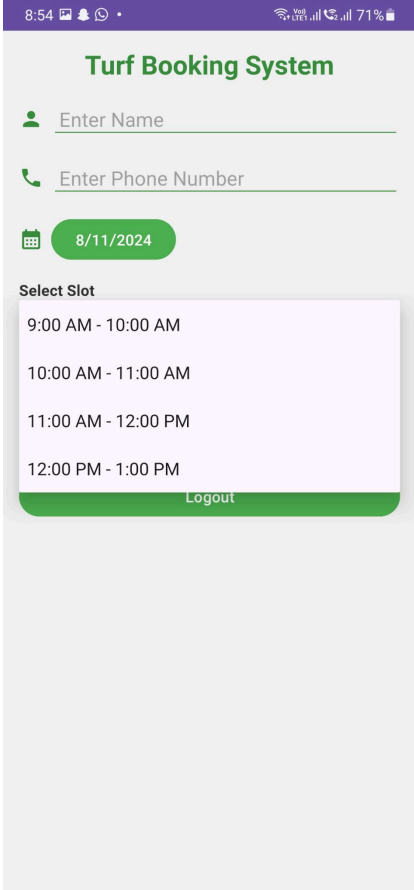 8:54 71%
Turf Booking System
Enter Name
Enter Phone Number
8/11/2024
Select Slot
9:00 AM - 10:00 AM
10:00 AM - 11:00 AM
11:00 AM - 12:00 PM
12:00 PM - 1:00 PM
Logout